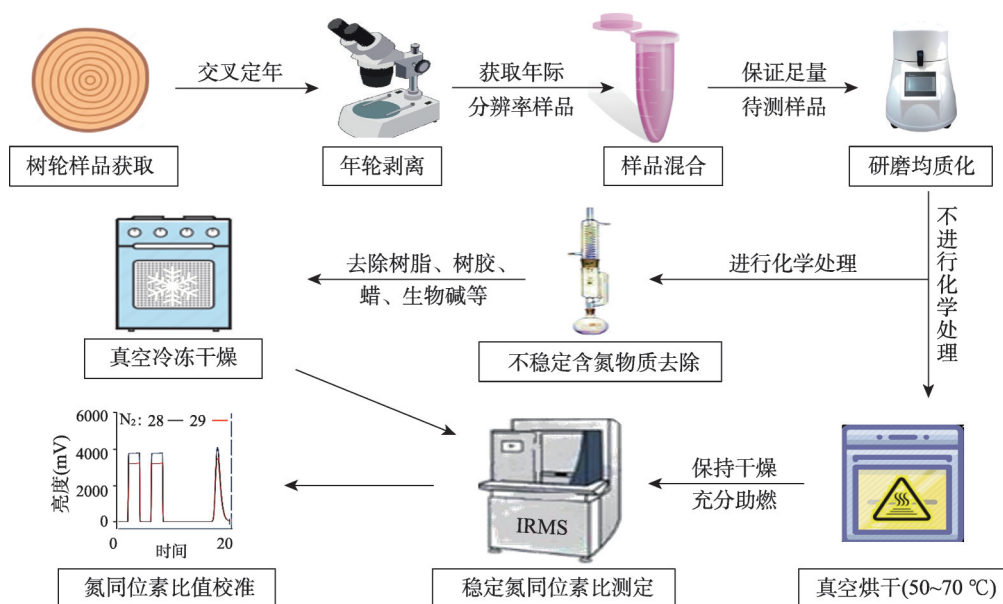 交叉定年
获取年际
分辨率样品
保证足量
待测样品
树轮样品获取
年轮剥离
样品混合
研磨均质化
不进行化学处理
进行化学处理
去除树脂、树胶、
蜡、生物碱等
真空冷冻干燥
不稳定含氮物质去除
N₂: 28 — 29 —
6000
4000
2000
0
亮度(mV)
0
时间
20
IRMS
保持干燥
充分助燃
氮同位素比值校准
稳定氮同位素比测定
真空烘干(50~70 ℃)